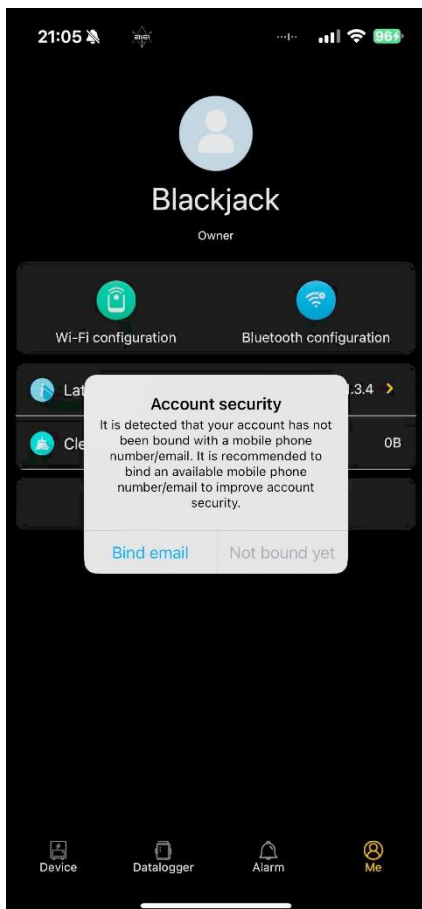 21:05
96
Blackjack
Owner
Wi-Fi configuration
Bluetooth configuration
Lat
.3.4
Account security
It is detected that your account has not
been bound with a mobile phone
number/email. It is recommended to
bind an available mobile phone
number/email to improve account
security.
Cle
0B
Bind email
Not bound yet
Device
Datalogger
Alarm
Me